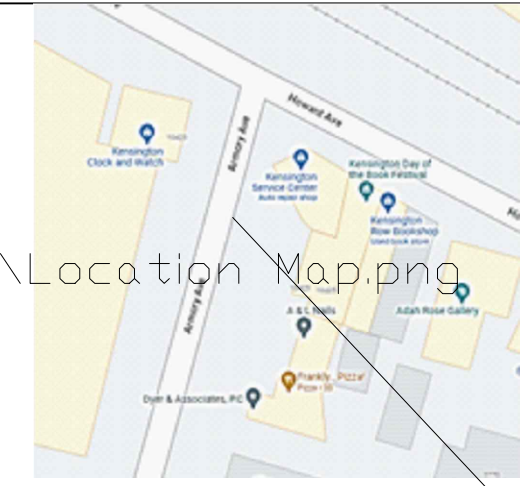 Howard Ave
Armory Ave
Kensington
Clock and Watch
Kensington
Service Center
Auto repair shop
Kensington Day of
the Book Festival
Kensington
Row Bookshop
Used book store
\Location Map.png
Armory Ave
A & L Nails
Adah Rose Gallery
Frankly...Pizza!
Pizza
Dyer & Associates, P.C